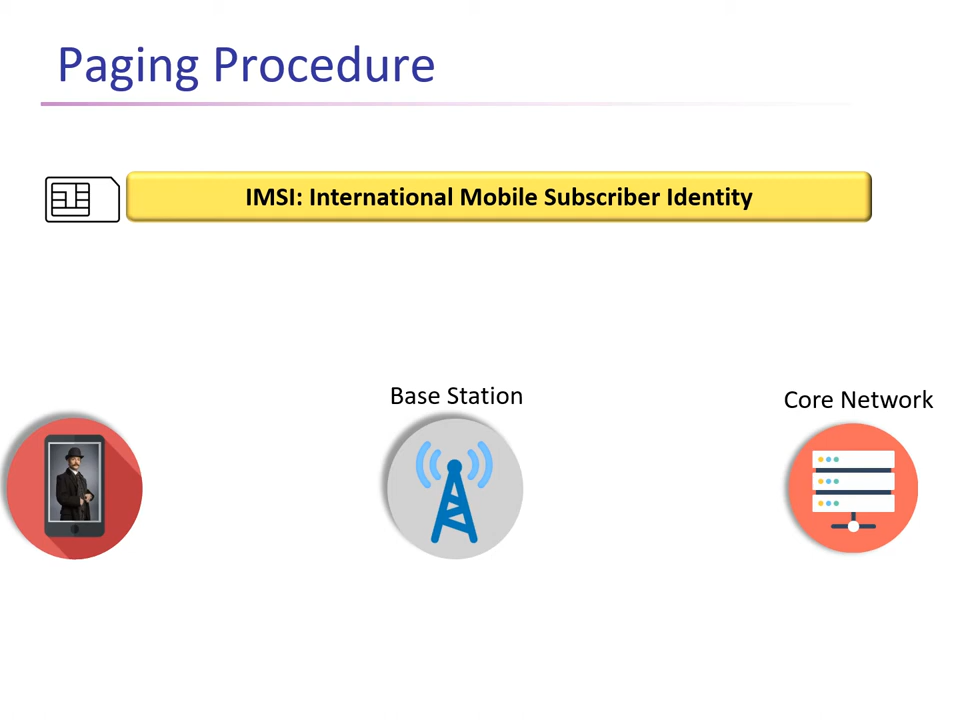 Paging Procedure
IMSI: International Mobile Subscriber Identity
Base Station
Core Network